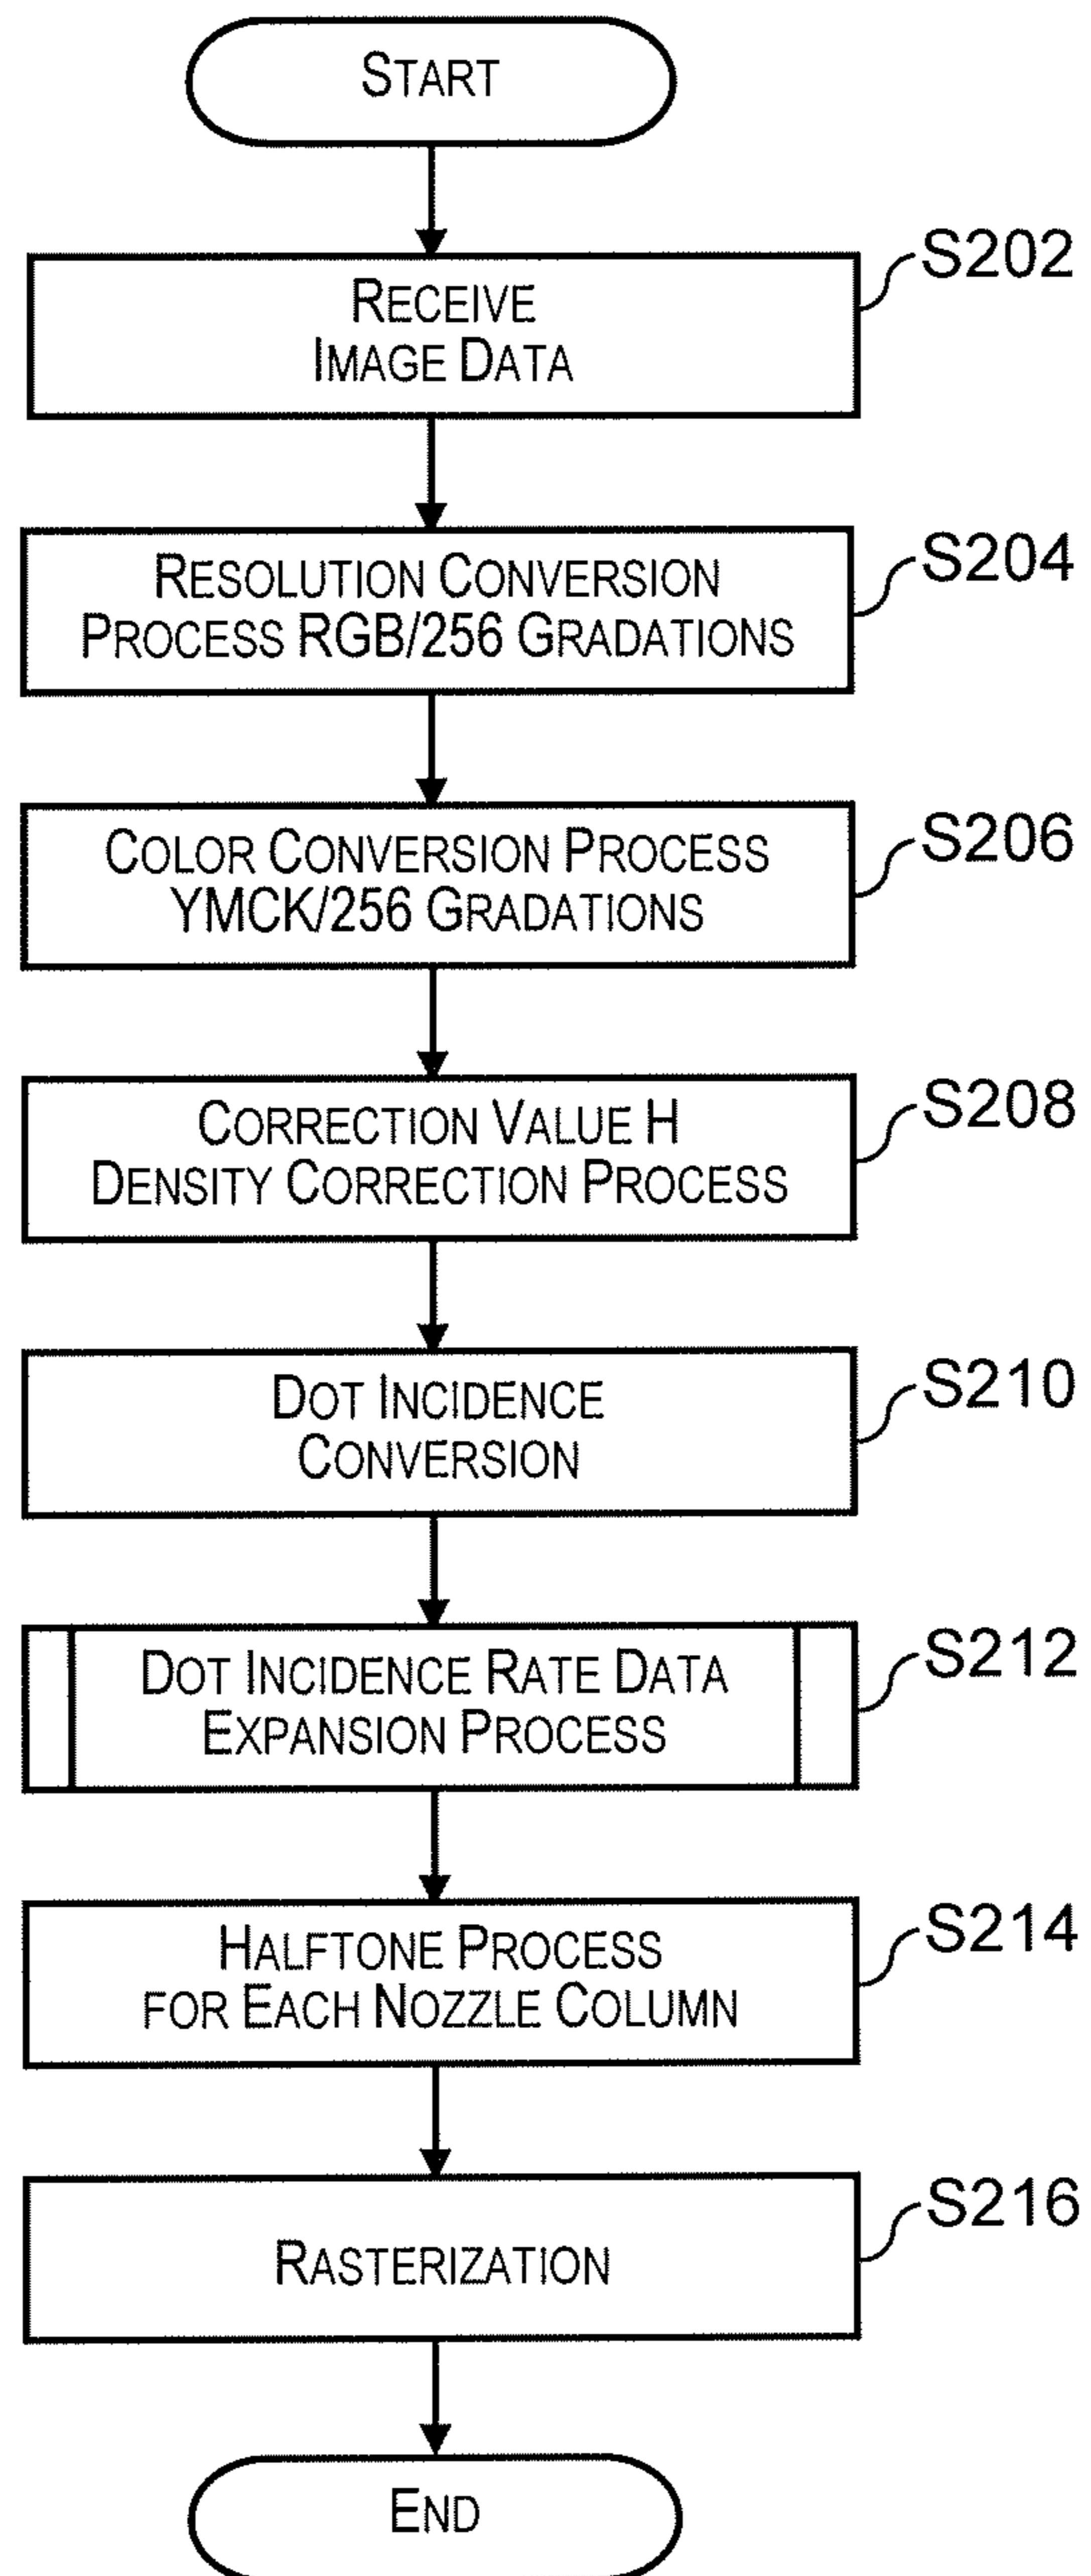 START
S202
RECEIVE
IMAGE DATA
S204
RESOLUTION CONVERSION
PROCESS RGB/256 GRADATIONS
S206
COLOR CONVERSION PROCESS
YMCK/256 GRADATIONS
S208
CORRECTION VALUE H
DENSITY CORRECTION PROCESS
S210
DOT INCIDENCE
CONVERSION
S212
DOT INCIDENCE RATE DATA
EXPANSION PROCESS
S214
HALFTONE PROCESS
FOR EACH NOZZLE COLUMN
S216
RASTERIZATION
END